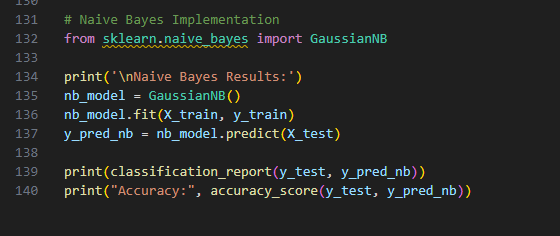 130
131 # Naive Bayes Implementation
132 from sklearn.naive_bayes import GaussianNB
133
134 print('\nNaive Bayes Results:')
135 nb_model = GaussianNB()
136 nb_model.fit(X_train, y_train)
137 y_pred_nb = nb_model.predict(X_test)
138
139 print(classification_report(y_test, y_pred_nb))
140 print("Accuracy:", accuracy_score(y_test, y_pred_nb))